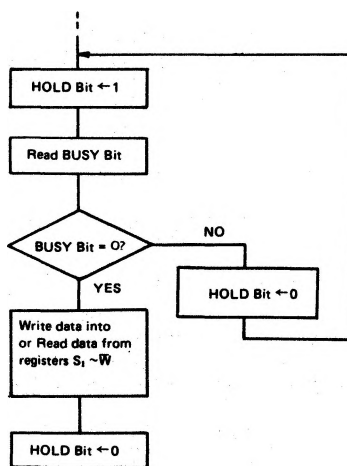 HOLD Bit ←1
Read BUSY Bit
BUSY Bit = 0?
NO
YES
HOLD Bit ←0
Write data into
or Read data from
registers S₁ ~W̅
HOLD Bit ←0